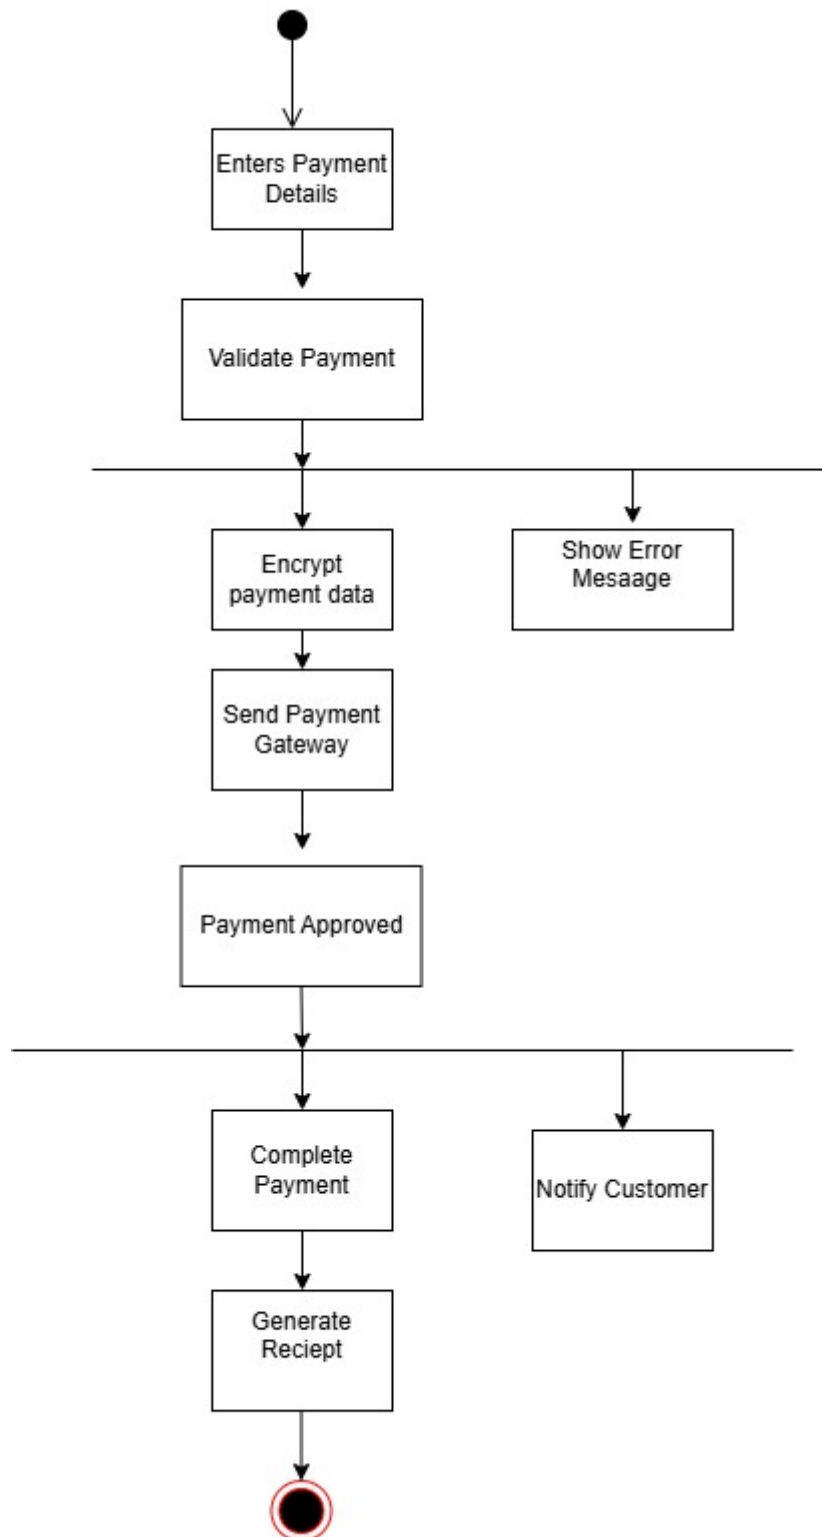 Enters Payment
Details
Validate Payment
Encrypt
payment data
Show Error
Mesaage
Send Payment
Gateway
Payment Approved
Complete
Payment
Notify Customer
Generate
Reciept